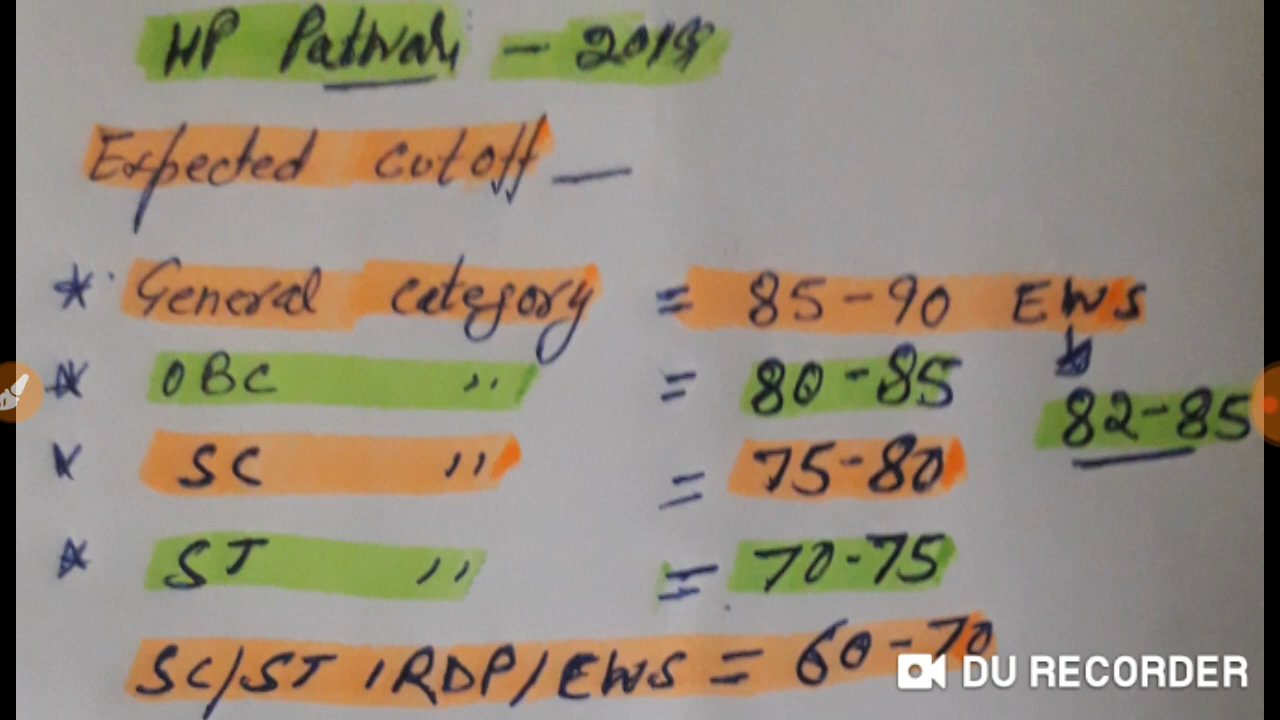 HP Patwari - 2019
Expected cutoff —
* General category = 85-90 EWS
* OBC " = 80-85
82-85
* SC " = 75-80
* ST " = 70-75
SC/ST IRDP/EWS = 60-70
DU RECORDER